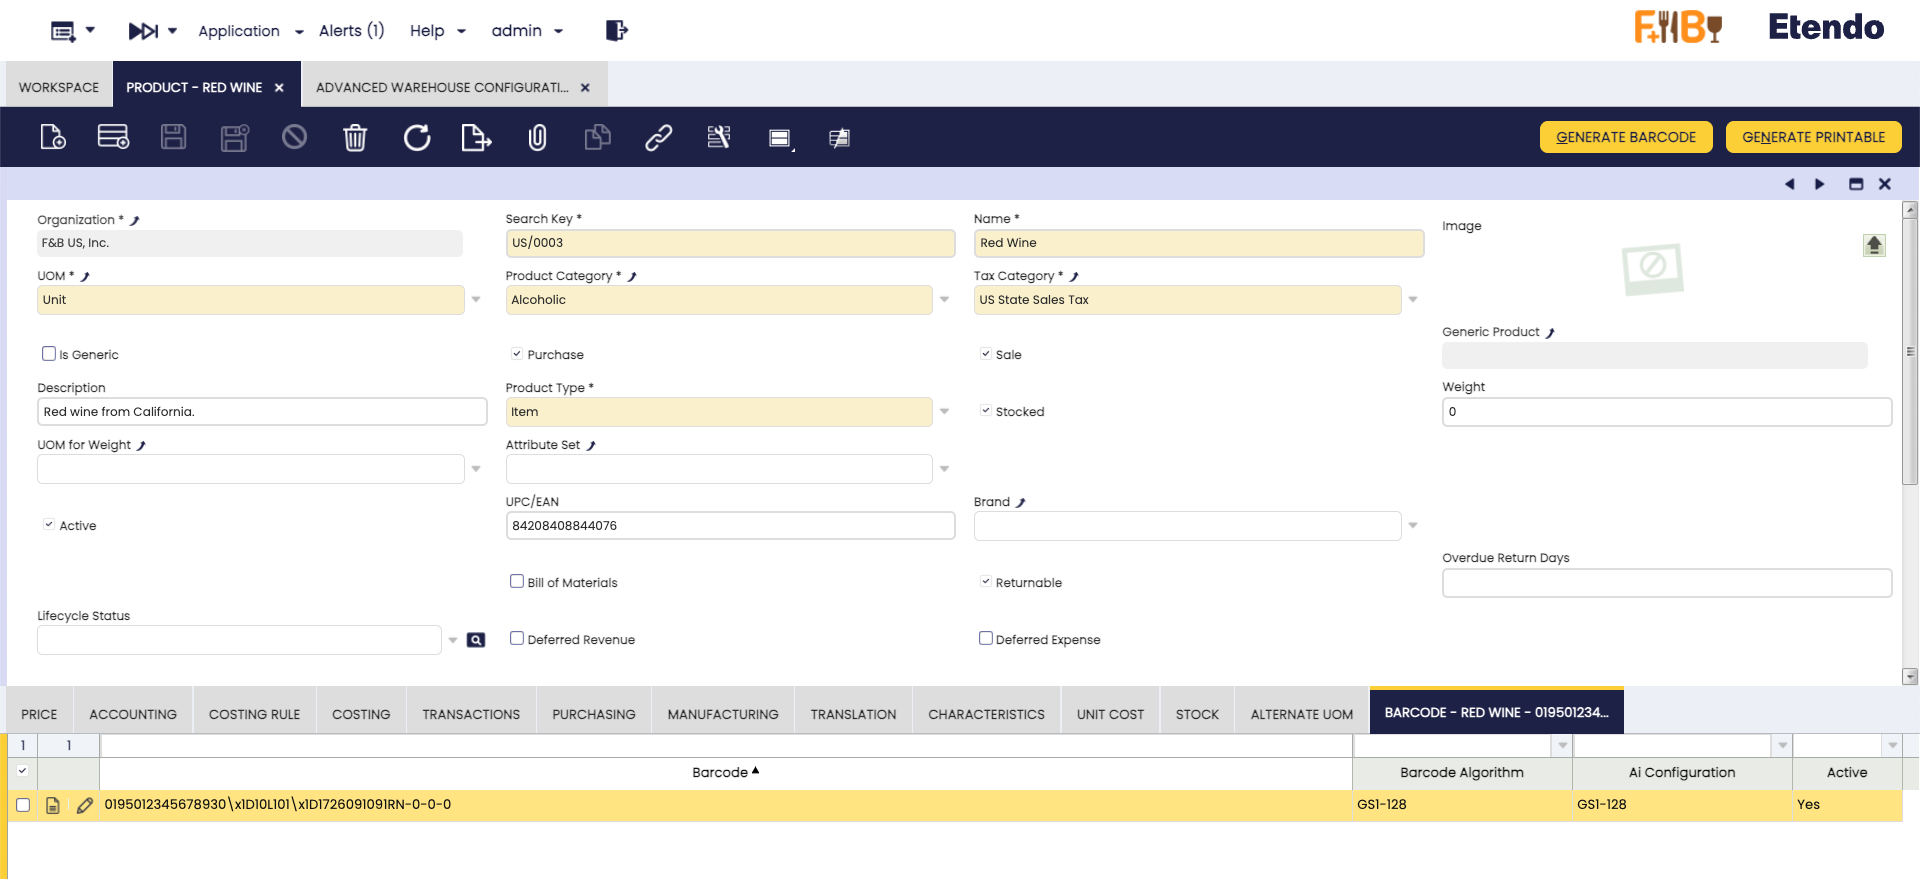 Application
Alerts (1)
Help
admin
F+B
Etendo
WORKSPACE
PRODUCT - RED WINE
ADVANCED WAREHOUSE CONFIGURATI...
GENERATE BARCODE
GENERATE PRINTABLE
Organization *
Search Key *
Name *
Image
F&B US, Inc.
US/0003
Red Wine
UOM *
Product Category *
Tax Category *
Unit
Alcoholic
US State Sales Tax
Generic Product
Is Generic
Purchase
Sale
Description
Product Type *
Weight
Red wine from California.
Item
Stocked
0
UOM for Weight
Attribute Set
UPC/EAN
Brand
Active
84208408844076
Overdue Return Days
Bill of Materials
Returnable
Lifecycle Status
Deferred Revenue
Deferred Expense
PRICE
ACCOUNTING
COSTING RULE
COSTING
TRANSACTIONS
PURCHASING
MANUFACTURING
TRANSLATION
CHARACTERISTICS
UNIT COST
STOCK
ALTERNATE UOM
BARCODE - RED WINE - 019501234...
1
1
Barcode
Barcode Algorithm
Ai Configuration
Active
0195012345678930\x1D10L101\x1D1726091091RN-0-0-0
GS1-128
GS1-128
Yes